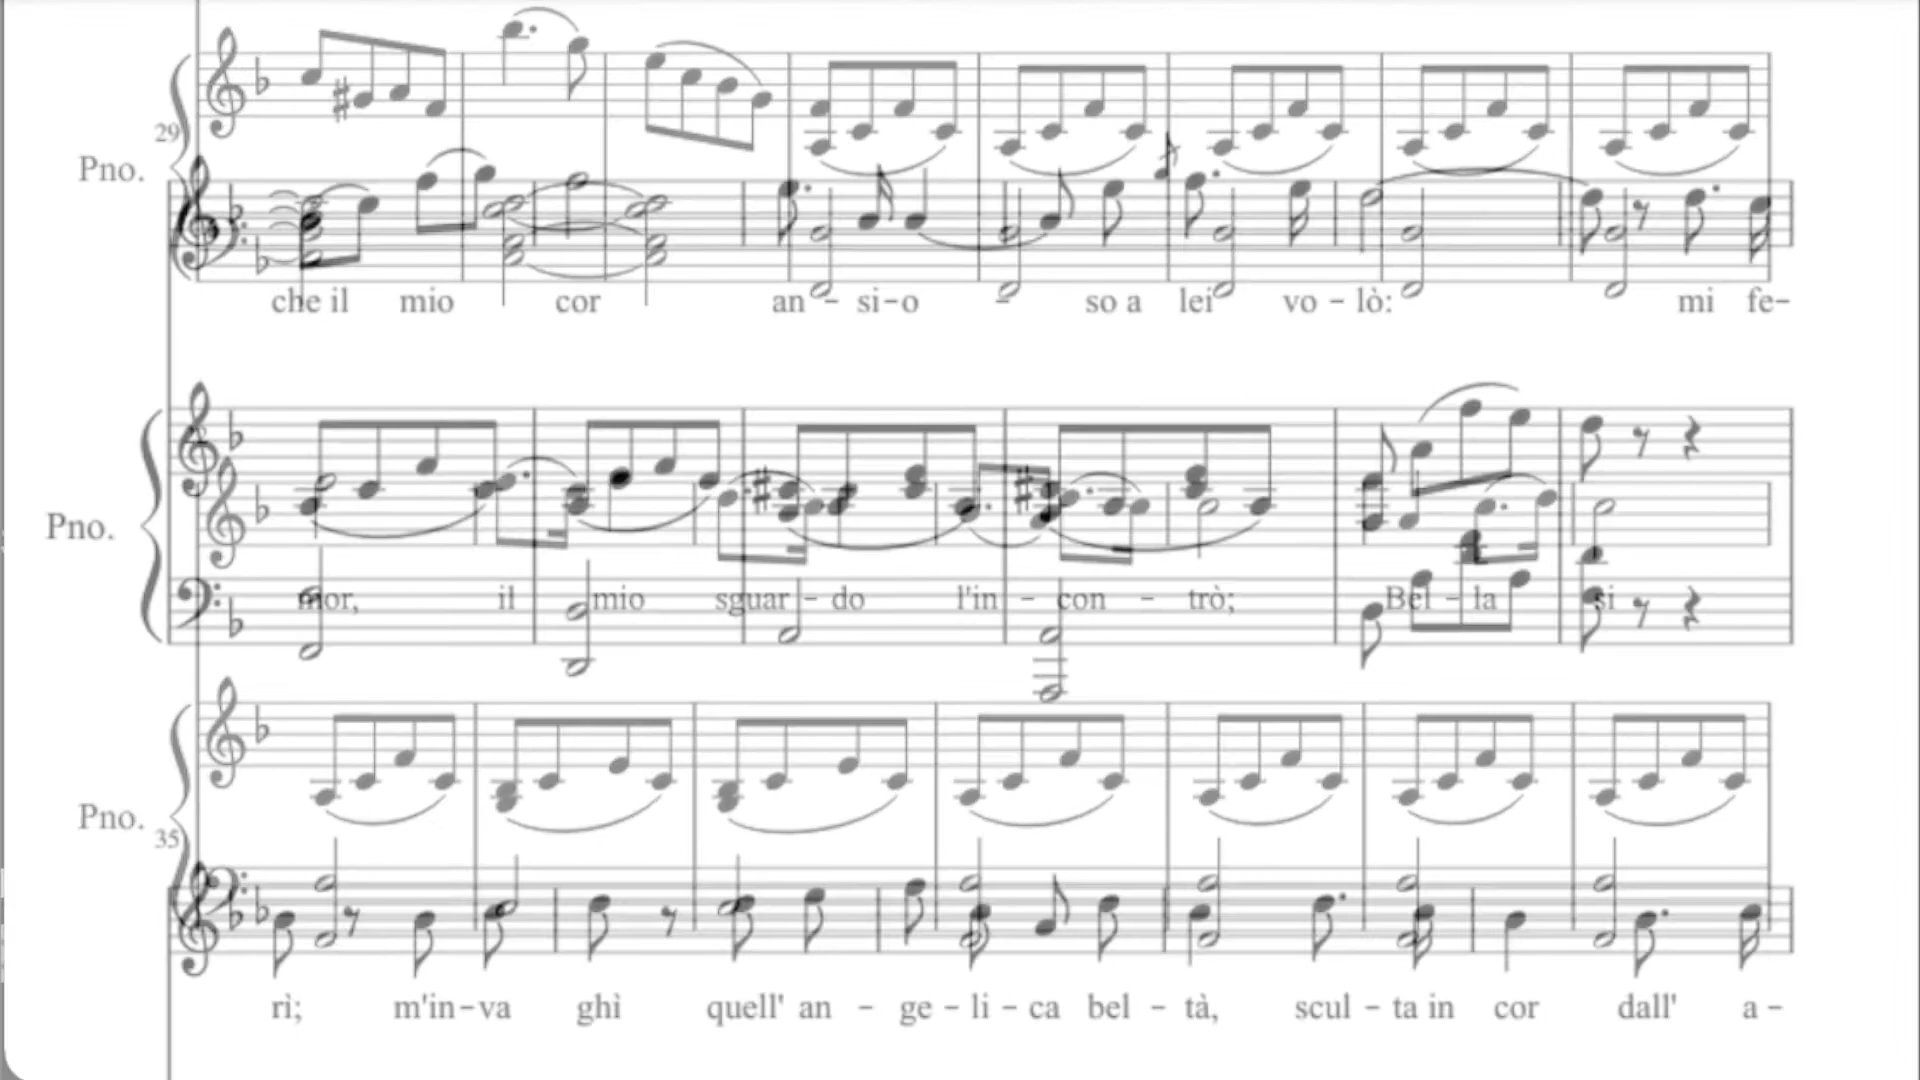 29
Pno.
che il mio cor an - si - o - so a lei vo - lò: mi fe-
Pno.
mor, il mio sguar - do l'in - con - trò; Bel - la si
Pno.
35
rì; m'in - va ghì quell' an - ge - li - ca bel - tà, scul - ta in cor dall' a -